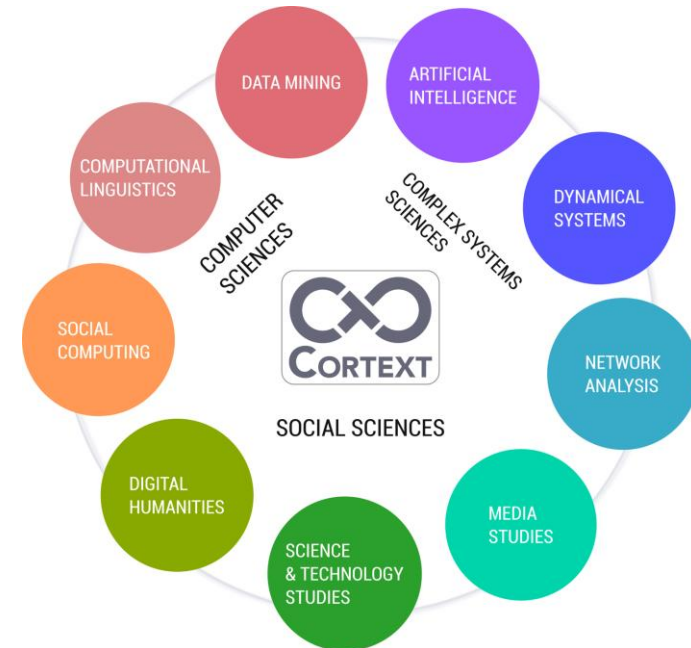 DATA MINING
ARTIFICIAL
INTELLIGENCE
COMPUTATIONAL
LINGUISTICS
DYNAMICAL
SYSTEMS
COMPUTER
SCIENCES
COMPLEX SYSTEMS
SCIENCES
SOCIAL
COMPUTING
CORTEXT
NETWORK
ANALYSIS
SOCIAL SCIENCES
DIGITAL
HUMANITIES
MEDIA
STUDIES
SCIENCE
& TECHNOLOGY
STUDIES